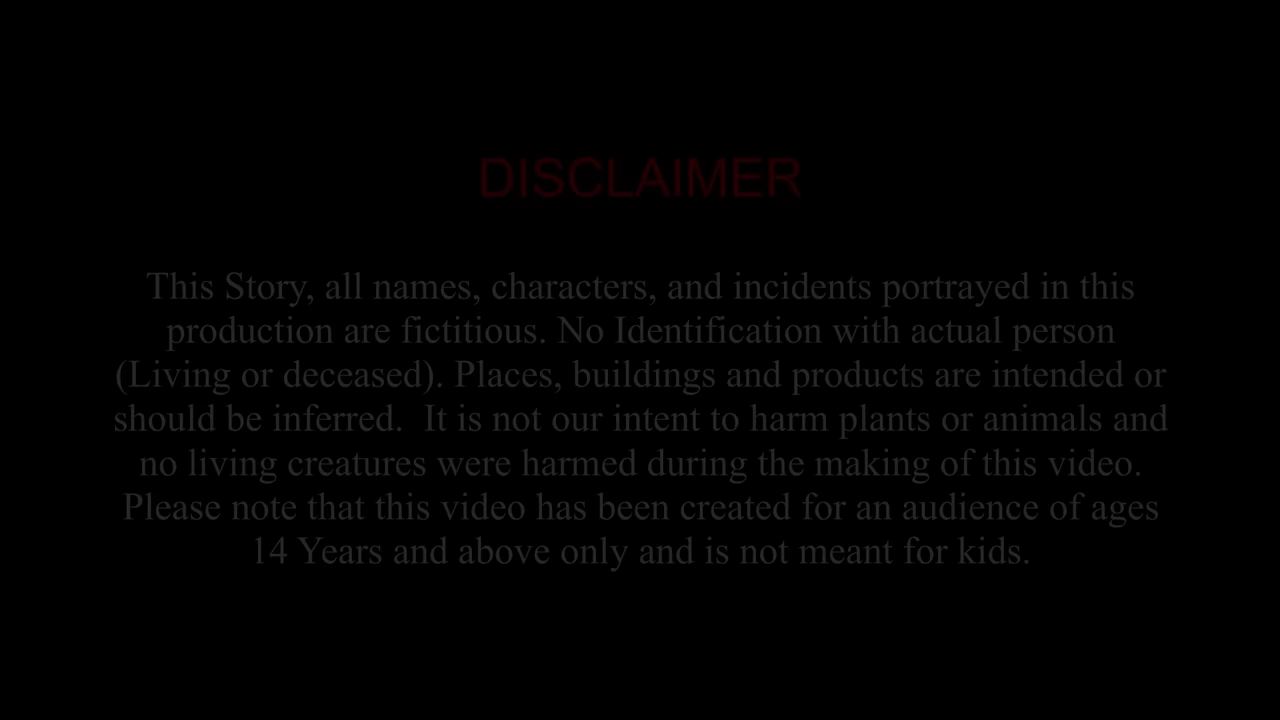 DISCLAIMER
This Story, all names, characters, and incidents portrayed in this
production are fictitious. No Identification with actual person
(Living or deceased). Places, buildings and products are intended or
should be inferred.  It is not our intent to harm plants or animals and
no living creatures were harmed during the making of this video.
Please note that this video has been created for an audience of ages
14 Years and above only and is not meant for kids.